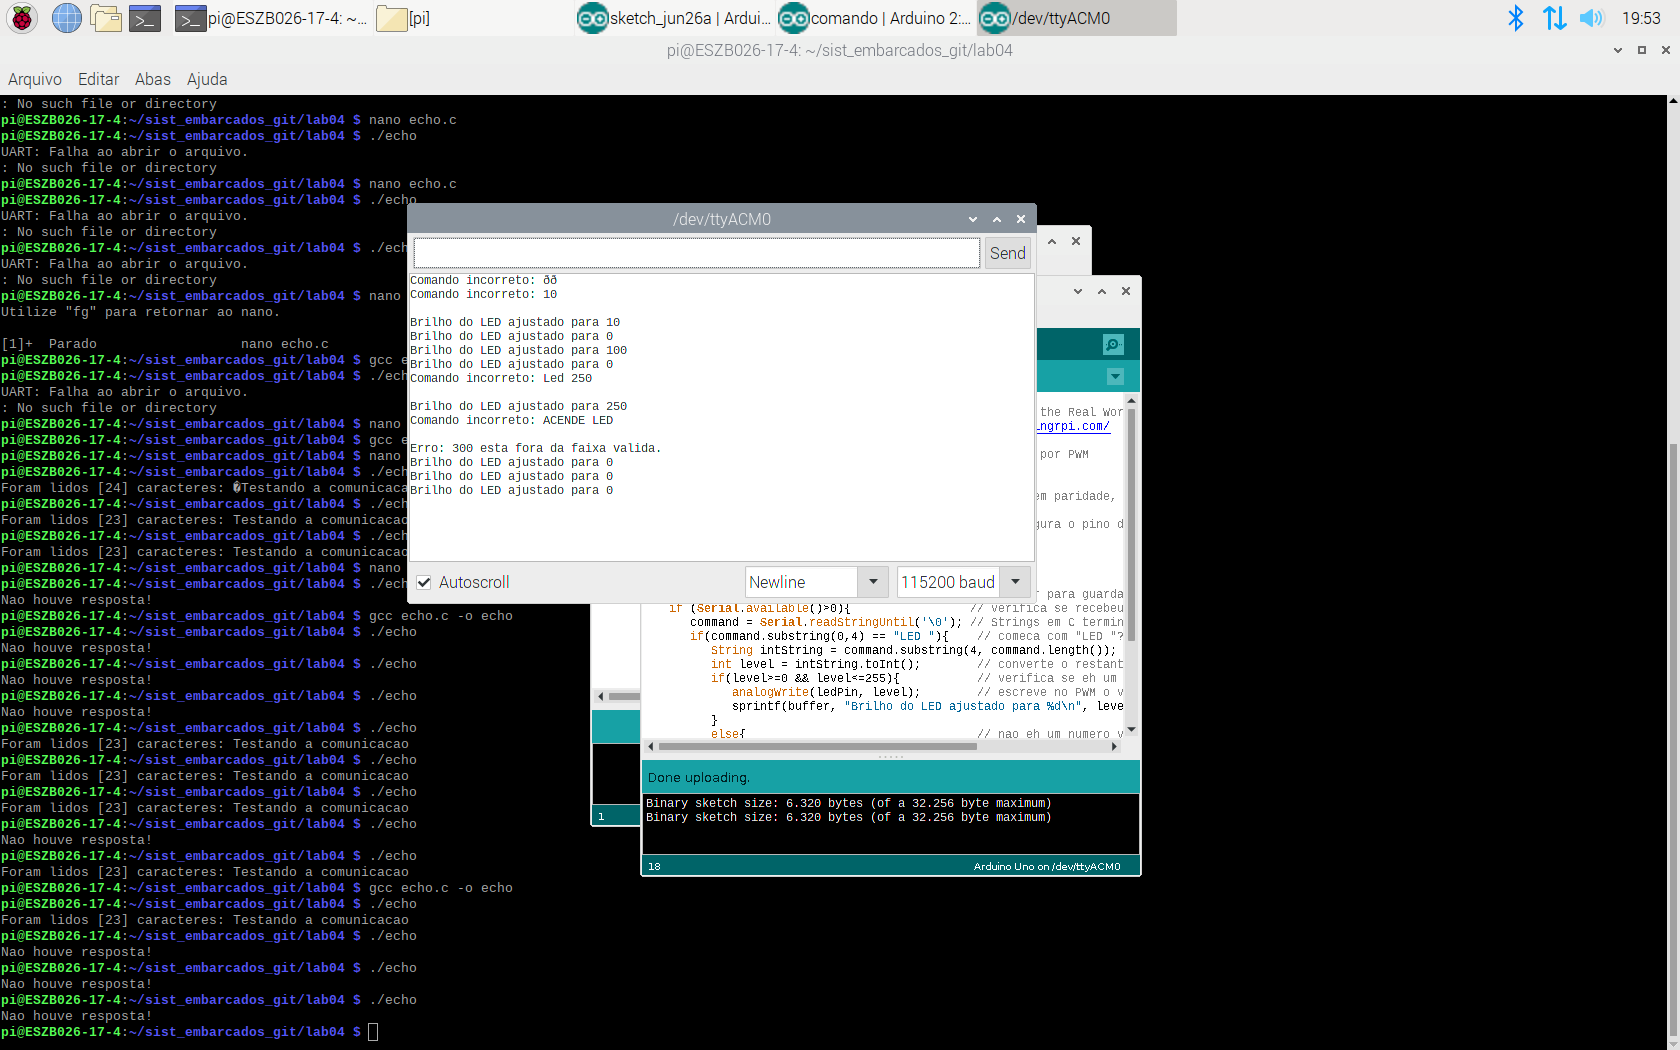 pi@ESZB026-17-4: ~...
[pi]
sketch_jun26a | Ardui...
comando | Arduino 2:...
/dev/ttyACM0
19:53
pi@ESZB026-17-4: ~/sist_embarcados_git/lab04
Arquivo Editar Abas Ajuda
: No such file or directory
pi@ESZB026-17-4:~/sist_embarcados_git/lab04 $ nano echo.c
pi@ESZB026-17-4:~/sist_embarcados_git/lab04 $ ./echo
UART: Falha ao abrir o arquivo.
: No such file or directory
pi@ESZB026-17-4:~/sist_embarcados_git/lab04 $ nano echo.c
pi@ESZB026-17-4:~/sist_embarcados_git/lab04 $ ./echo
UART: Falha ao abrir o arquivo.
: No such file or directory
pi@ESZB026-17-4:~/sist_embarcados_git/lab04 $ ./ech
UART: Falha ao abrir o arquivo.
: No such file or directory
pi@ESZB026-17-4:~/sist_embarcados_git/lab04 $ nano
Utilize "fg" para retornar ao nano.
[1]+  Parado                  nano echo.c
pi@ESZB026-17-4:~/sist_embarcados_git/lab04 $ gcc e
pi@ESZB026-17-4:~/sist_embarcados_git/lab04 $ ./ech
UART: Falha ao abrir o arquivo.
: No such file or directory
pi@ESZB026-17-4:~/sist_embarcados_git/lab04 $ nano
pi@ESZB026-17-4:~/sist_embarcados_git/lab04 $ gcc e
pi@ESZB026-17-4:~/sist_embarcados_git/lab04 $ nano
pi@ESZB026-17-4:~/sist_embarcados_git/lab04 $ ./ech
Foram lidos [24] caracteres: �Testando a comunicaca
pi@ESZB026-17-4:~/sist_embarcados_git/lab04 $ ./ech
Foram lidos [23] caracteres: Testando a comunicacao
pi@ESZB026-17-4:~/sist_embarcados_git/lab04 $ ./ech
Foram lidos [23] caracteres: Testando a comunicacao
pi@ESZB026-17-4:~/sist_embarcados_git/lab04 $ nano
pi@ESZB026-17-4:~/sist_embarcados_git/lab04 $ ./ech
Nao houve resposta!
pi@ESZB026-17-4:~/sist_embarcados_git/lab04 $ gcc echo.c -o echo
Nao houve resposta!
pi@ESZB026-17-4:~/sist_embarcados_git/lab04 $ ./echo
Nao houve resposta!
pi@ESZB026-17-4:~/sist_embarcados_git/lab04 $ ./echo
Nao houve resposta!
pi@ESZB026-17-4:~/sist_embarcados_git/lab04 $ ./echo
Foram lidos [23] caracteres: Testando a comunicacao
pi@ESZB026-17-4:~/sist_embarcados_git/lab04 $ ./echo
Foram lidos [23] caracteres: Testando a comunicacao
pi@ESZB026-17-4:~/sist_embarcados_git/lab04 $ ./echo
Foram lidos [23] caracteres: Testando a comunicacao
pi@ESZB026-17-4:~/sist_embarcados_git/lab04 $ ./echo
Nao houve resposta!
pi@ESZB026-17-4:~/sist_embarcados_git/lab04 $ ./echo
Foram lidos [23] caracteres: Testando a comunicacao
pi@ESZB026-17-4:~/sist_embarcados_git/lab04 $ gcc echo.c -o echo
pi@ESZB026-17-4:~/sist_embarcados_git/lab04 $ ./echo
Foram lidos [23] caracteres: Testando a comunicacao
pi@ESZB026-17-4:~/sist_embarcados_git/lab04 $ ./echo
Nao houve resposta!
pi@ESZB026-17-4:~/sist_embarcados_git/lab04 $ ./echo
Nao houve resposta!
pi@ESZB026-17-4:~/sist_embarcados_git/lab04 $ ./echo
Nao houve resposta!
pi@ESZB026-17-4:~/sist_embarcados_git/lab04 $
/dev/ttyACM0
Send
Comando incorreto: ðð
Comando incorreto: 10
Brilho do LED ajustado para 10
Brilho do LED ajustado para 0
Brilho do LED ajustado para 100
Brilho do LED ajustado para 0
Comando incorreto: Led 250
Brilho do LED ajustado para 250
Comando incorreto: ACENDE LED
Erro: 300 esta fora da faixa valida.
Brilho do LED ajustado para 0
Brilho do LED ajustado para 0
Brilho do LED ajustado para 0
Autoscroll
Newline
115200 baud
the Real Wor
ngrpi.com/
por PWM
em paridade,
gura o pino d
r para guarda
if (Serial.available()>0){ // verifica se recebeu
command = Serial.readStringUntil('\0'); // Strings em C termin
if(command.substring(0,4) == "LED "){ // comeca com "LED "?
String intString = command.substring(4, command.length());
int level = intString.toInt(); // converte o restant
if(level>=0 && level<=255){ // verifica se eh um
analogWrite(ledPin, level); // escreve no PWM o v
sprintf(buffer, "Brilho do LED ajustado para %d\n", leve
}
else{ // nao eh um numero v
Done uploading.
Binary sketch size: 6.320 bytes (of a 32.256 byte maximum)
Binary sketch size: 6.320 bytes (of a 32.256 byte maximum)
1
18
Arduino Uno on /dev/ttyACM0